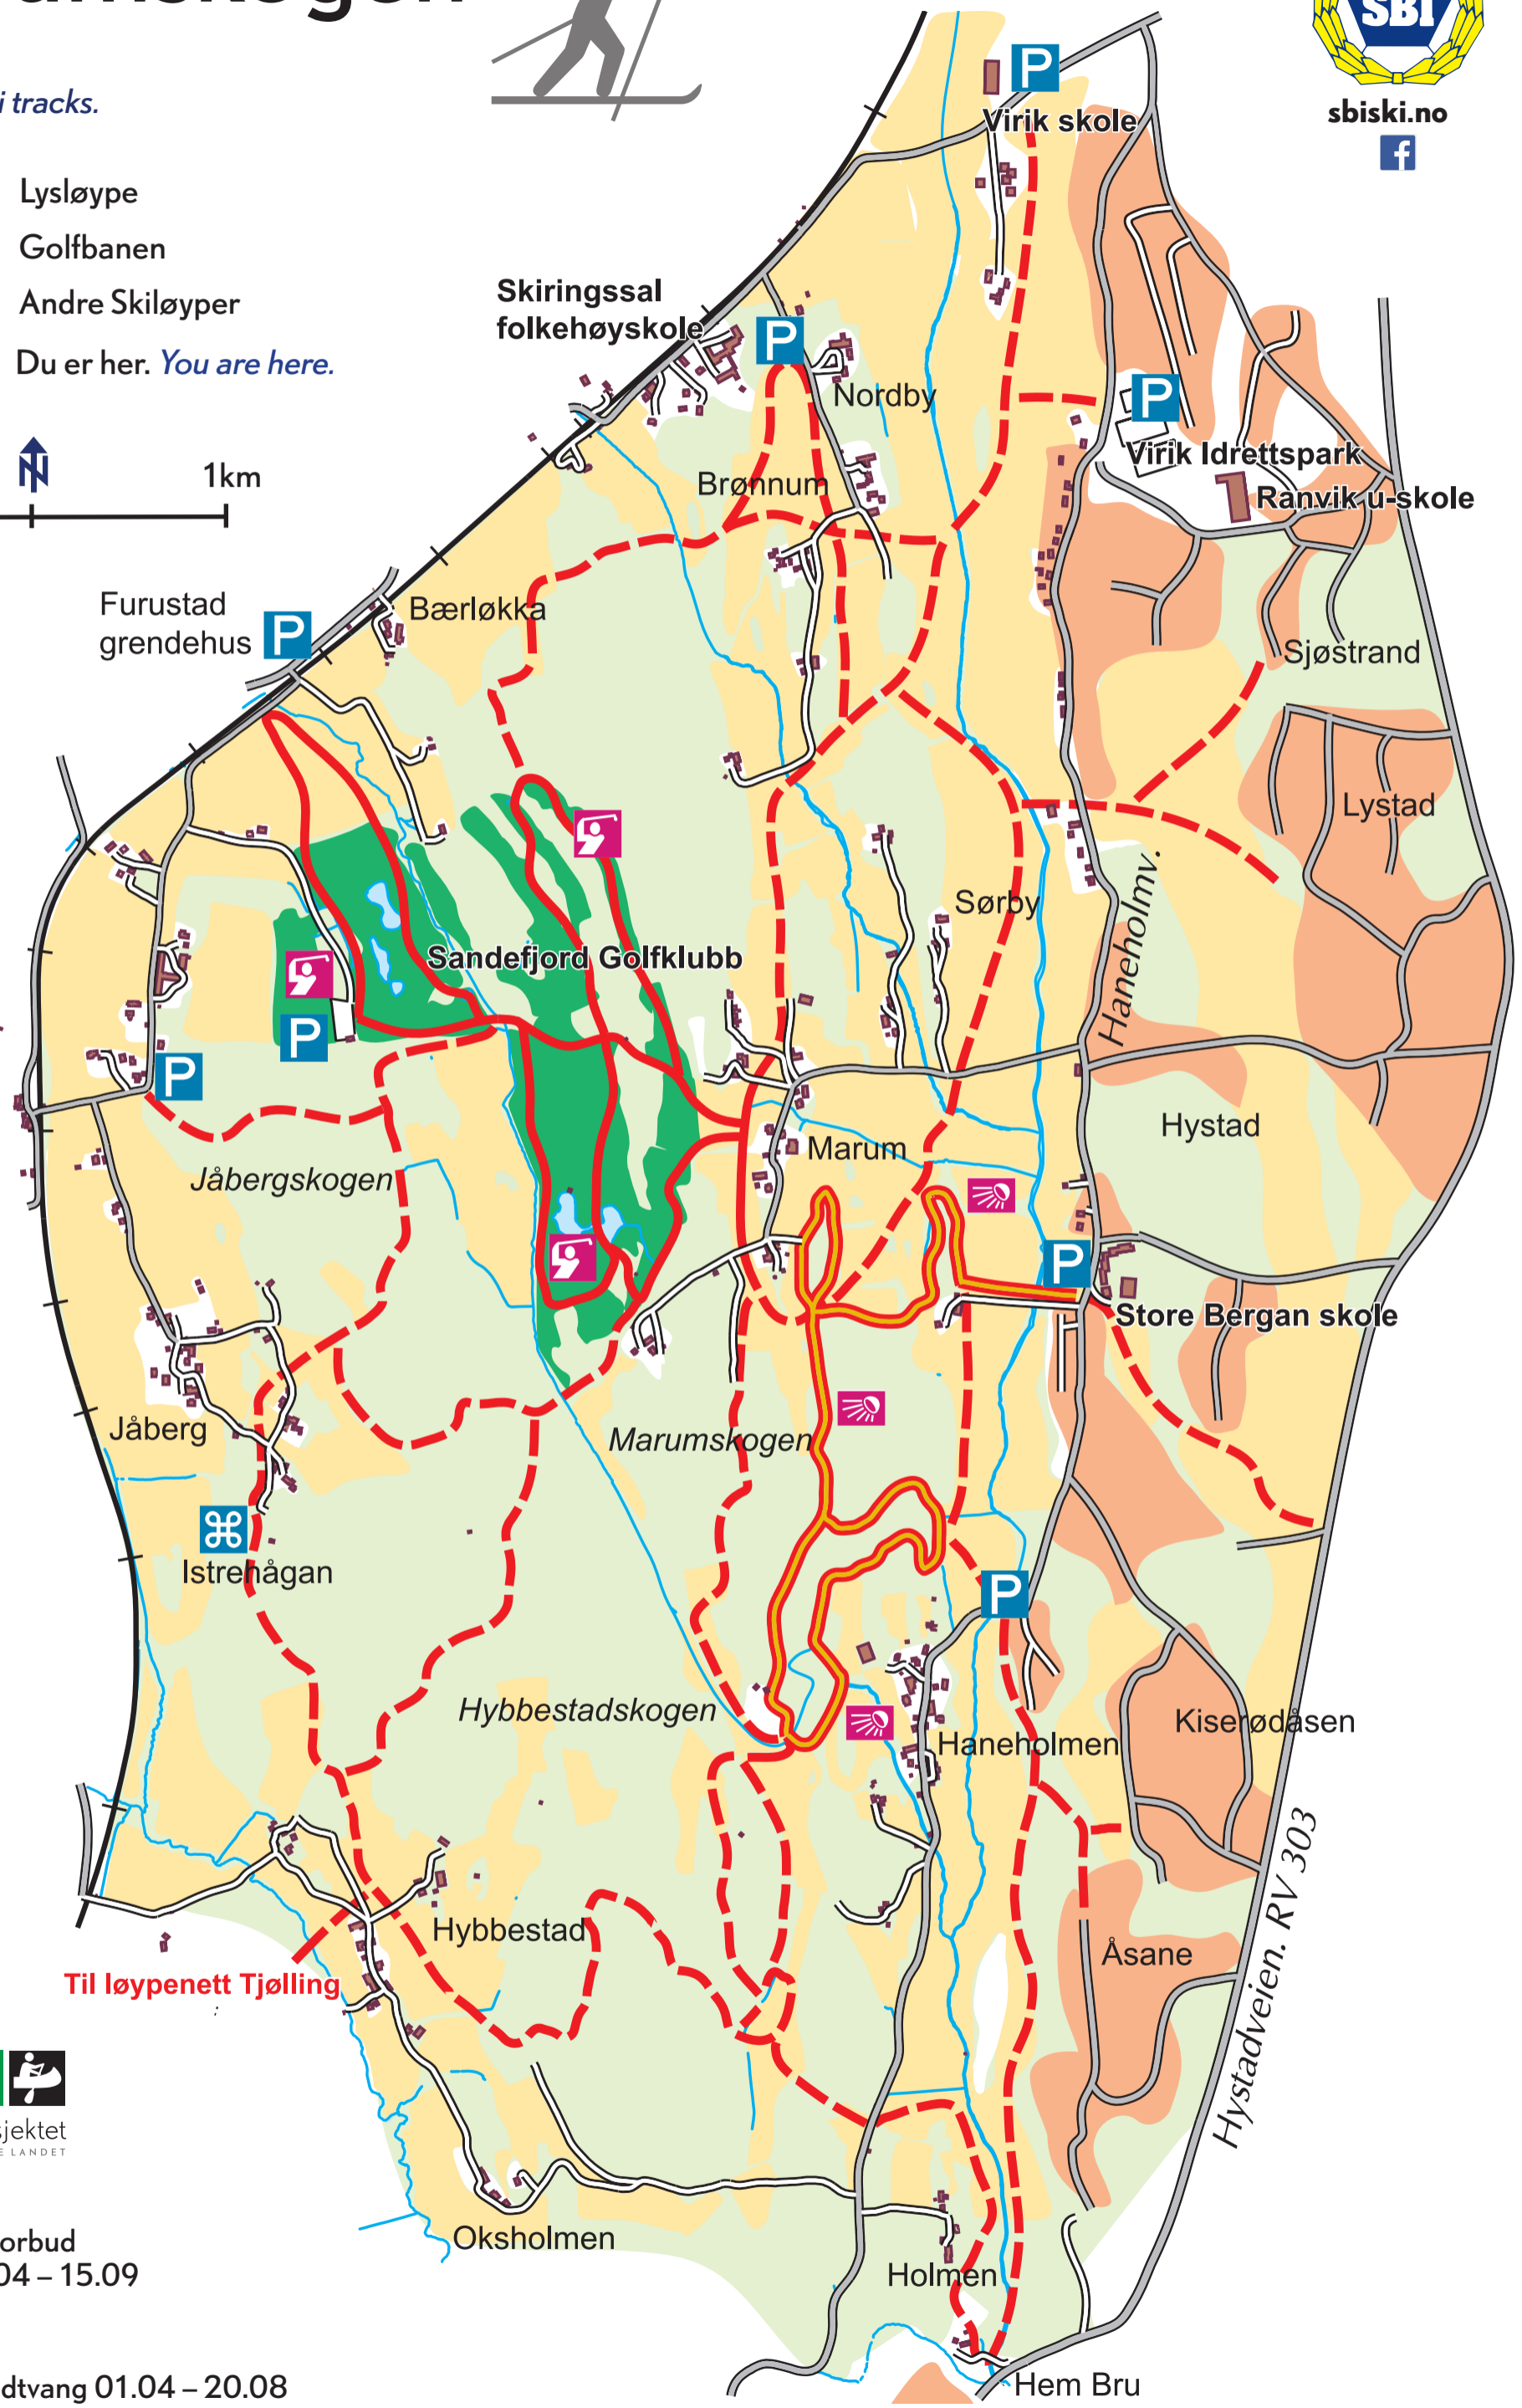 SBI
sbiski.no
tracks.
Lysløype
Golfbanen
Andre Skiløyper
Du er her. You are here.
N
1km
P
Virik skole
Skiringssal
folkehøyskole
P
Nordby
P
Virik Idrettspark
Ranvik u-skole
Brønnum
Furustad
grendehus
P
Bærløkka
Sjøstrand
Lystad
Sørby
Haneholmv.
Sandefjord Golfklubb
P
P
Hystad
Marum
Jåbergskogen
P
Store Bergan skole
Jåberg
Marumskogen
Istrehågan
P
Hybbestadskogen
Haneholmen
Kiserødåsen
Hystadveien. RV 303
Hybbestad
Åsane
Til løypenett Tjølling
LANDET
Oksholmen
04 – 15.09
Holmen
01.04 – 20.08
Hem Bru